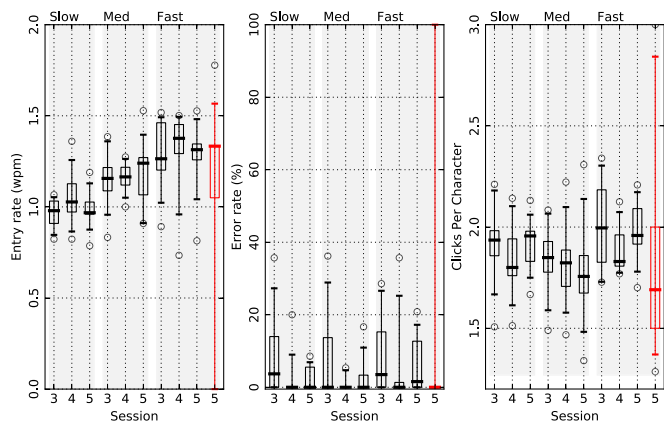 Slow Med Fast
2.0
1.5
1.0
0.5
0.0
Entry rate (wpm)
3 4 5 3 4 5 3 4 5 5
Session
Slow Med Fast
100
80
60
40
20
0
Error rate (%)
3 4 5 3 4 5 3 4 5 5
Session
Slow Med Fast
3.0
2.5
2.0
1.5
Clicks Per Character
3 4 5 3 4 5 3 4 5 5
Session